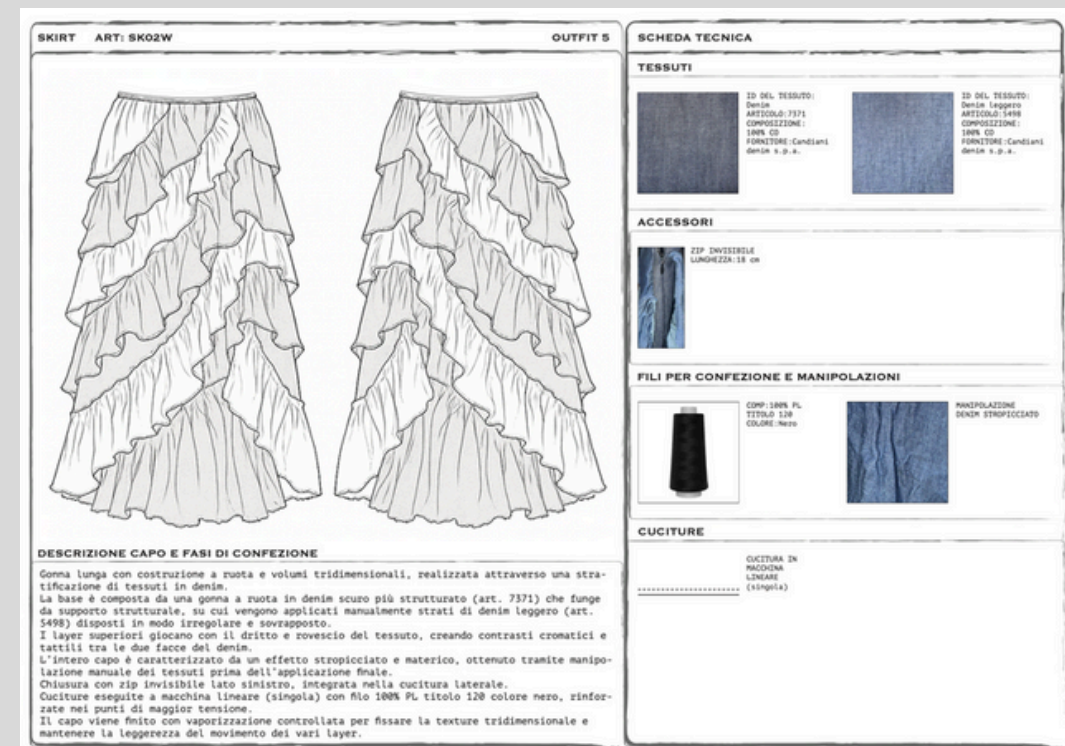 SKIRT ART: SK02W OUTFIT 5
DESCRIZIONE CAPO E FASI DI CONFEZIONE
Gonna lunga con costruzione a ruota e volumi tridimensionali, realizzata attraverso una stra-
tificazione di tessuti in denim.
La base è composta da una gonna a ruota in denim scuro più strutturato (art. 7371) che funge
da supporto strutturale, su cui vengono applicati manualmente strati di denim leggero (art.
5498) disposti in modo irregolare e sovrapposto.
I layer superiori giocano con il dritto e rovescio del tessuto, creando contrasti cromatici e
tattili tra le due facce del denim.
L'intero capo è caratterizzato da un effetto stropicciato e materico, ottenuto tramite manipo-
lazione manuale dei tessuti prima dell'applicazione finale.
Chiusura con zip invisibile lato sinistro, integrata nella cucitura laterale.
Cuciture eseguite a macchina lineare (singola) con filo 100% PL titolo 120 colore nero, rinfor-
zate nei punti di maggior tensione.
Il capo viene finito con vaporizzazione controllata per fissare la texture tridimensionale e
mantenere la leggerezza del movimento dei vari layer.
SCHEDA TECNICA
TESSUTI
ID DEL TESSUTO:
Denim
ARTICOLO:7371
COMPOSIZIONE:
100% CO
FORNITORE:Candiani
denim s.p.a.
ID DEL TESSUTO:
Denim leggero
ARTICOLO:5498
COMPOSIZIONE:
100% CO
FORNITORE:Candiani
denim s.p.a.
ACCESSORI
ZIP INVISIBILE
LUNGHEZZA:18 cm
FILI PER CONFEZIONE E MANIPOLAZIONI
COMP:100% PL
TITOLO 120
COLORE:Nero
MANIPOLAZIONE
DENIM STROPICCIATO
CUCITURE
CUCITURA IN
MACCHINA
LINEARE
(singola)